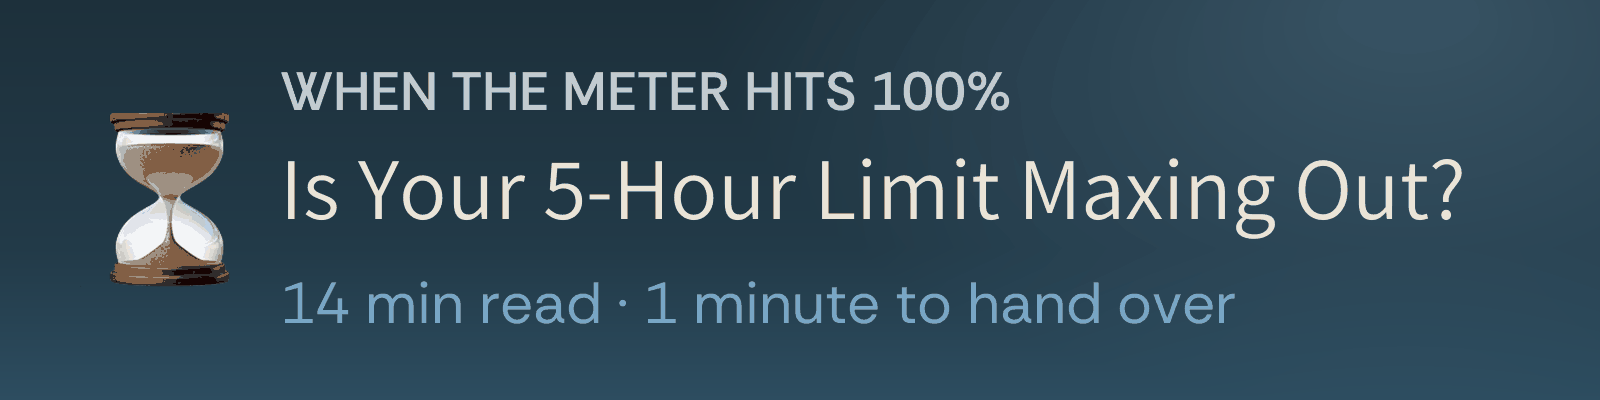 WHEN THE METER HITS 100%
Is Your 5-Hour Limit Maxing Out?
14 min read · 1 minute to hand over